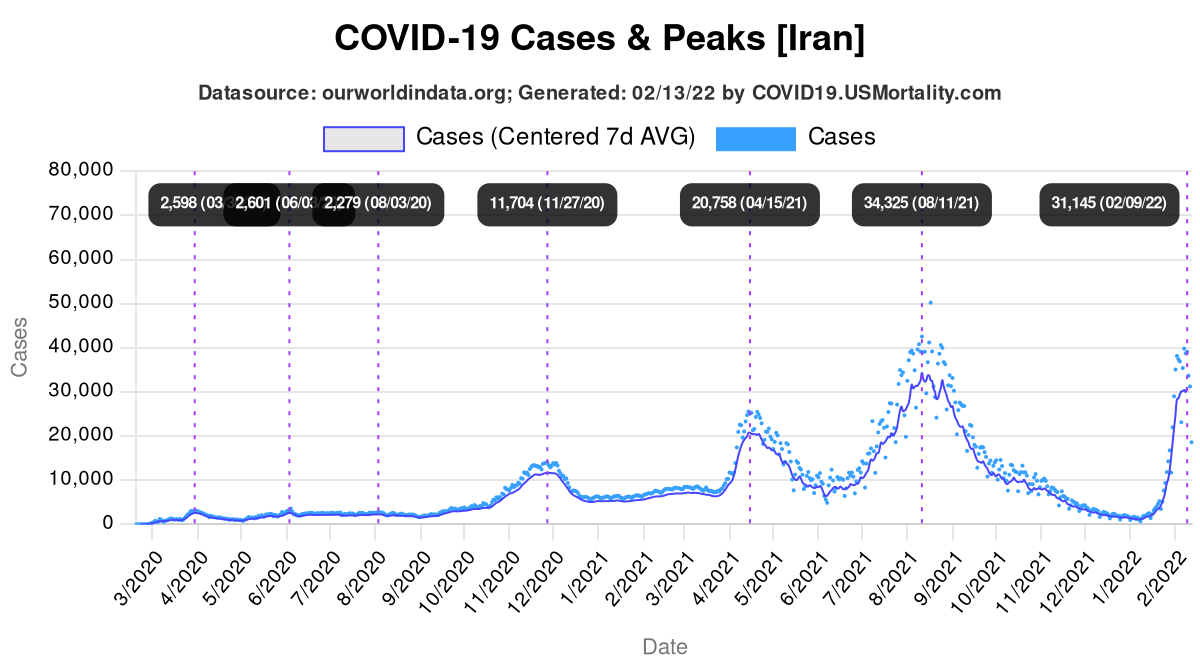 COVID-19 Cases & Peaks [Iran]
Datasource: ourworldindata.org; Generated: 02/13/22 by COVID19.USMortality.com
Cases (Centered 7d AVG) Cases
80,000
2,598 (03/ 2,601 (06/03/ 2,279 (08/03/20) 11,704 (11/27/20) 20,758 (04/15/21) 34,325 (08/11/21) 31,145 (02/09/22)
70,000
60,000
50,000
40,000
30,000
20,000
10,000
0
Cases
3/2020 4/2020 5/2020 6/2020 7/2020 8/2020 9/2020 10/2020 11/2020 12/2020 1/2021 2/2021 3/2021 4/2021 5/2021 6/2021 7/2021 8/2021 9/2021 10/2021 11/2021 12/2021 1/2022 2/2022
Date